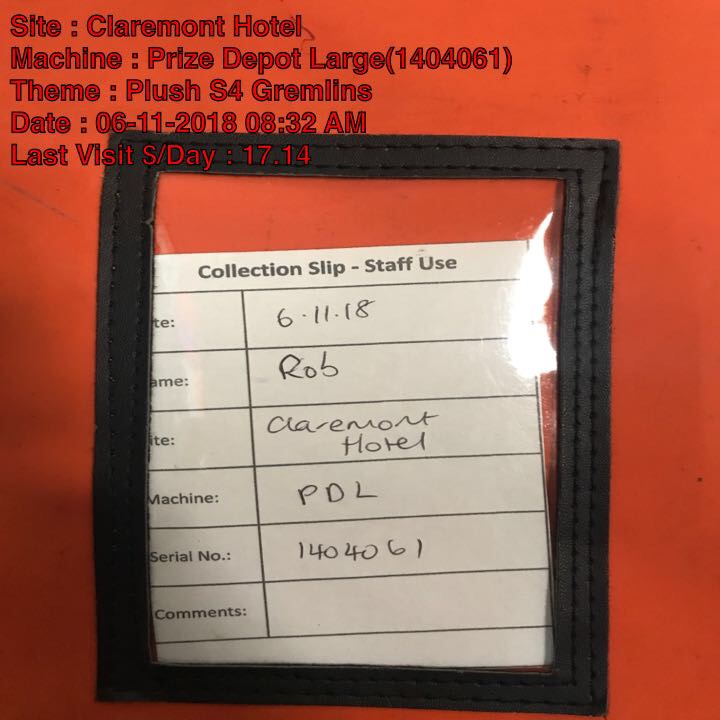 Site : Claremont Hotel
Machine : Prize Depot Large(1404061)
Theme : Plush S4 Gremlins
Date : 06-11-2018 08:32 AM
Last Visit $/Day : 17.14
Collection Slip - Staff Use
te: 6.11.18
ame: Rob
ite: Claremont
Hotel
Machine: PDL
Serial No.: 1404061
Comments: